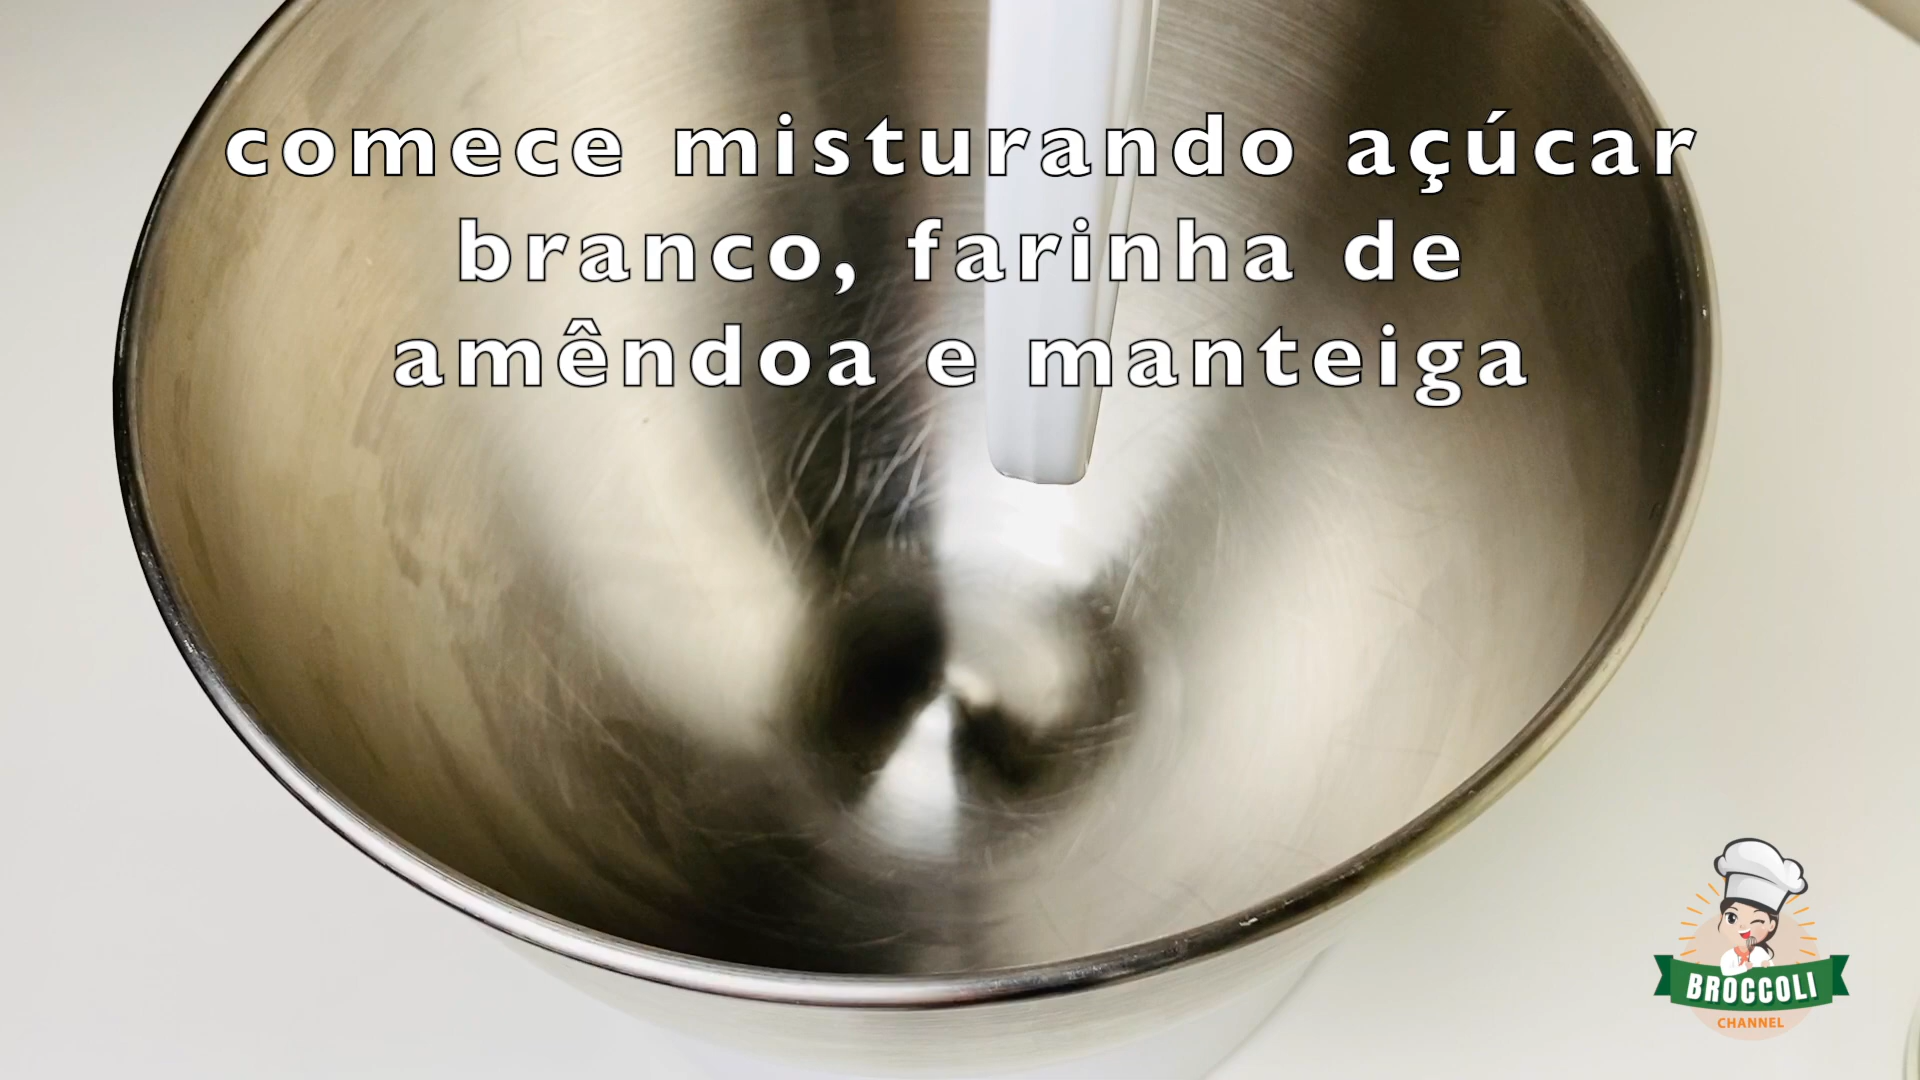 comece misturando açúcar
branco, farinha de
amêndoa e manteiga
BROCCOLI
CHANNEL